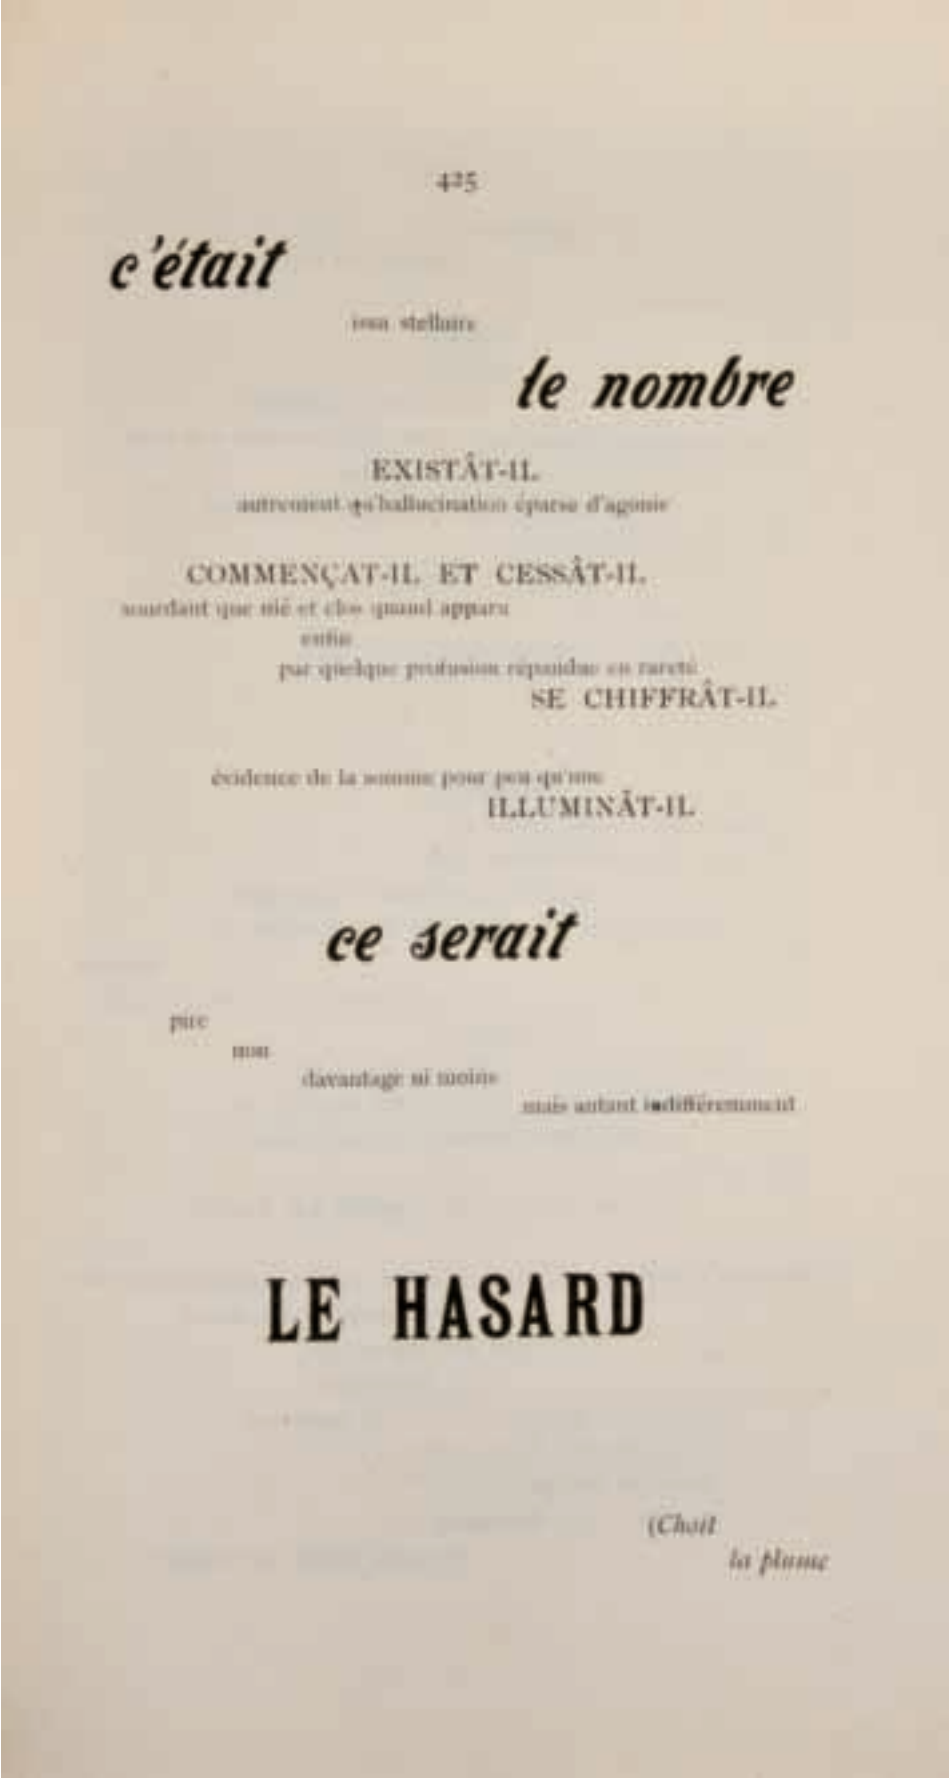 425
c'était
issu stellaire
le nombre
EXISTÂT-IL
autrement qu'hallucination éparse d'agonie
COMMENÇAT-IL ET CESSÂT-IL
sourdant que nié et clos quand apparu
enfin
par quelque profusion répandue en rareté
SE CHIFFRÂT-IL
évidence de la somme pour peu qu'une
ILLUMINÂT-IL
ce serait
pire
non
davantage ni moins
mais autant indifféremment
LE HASARD
(Choit
la plume